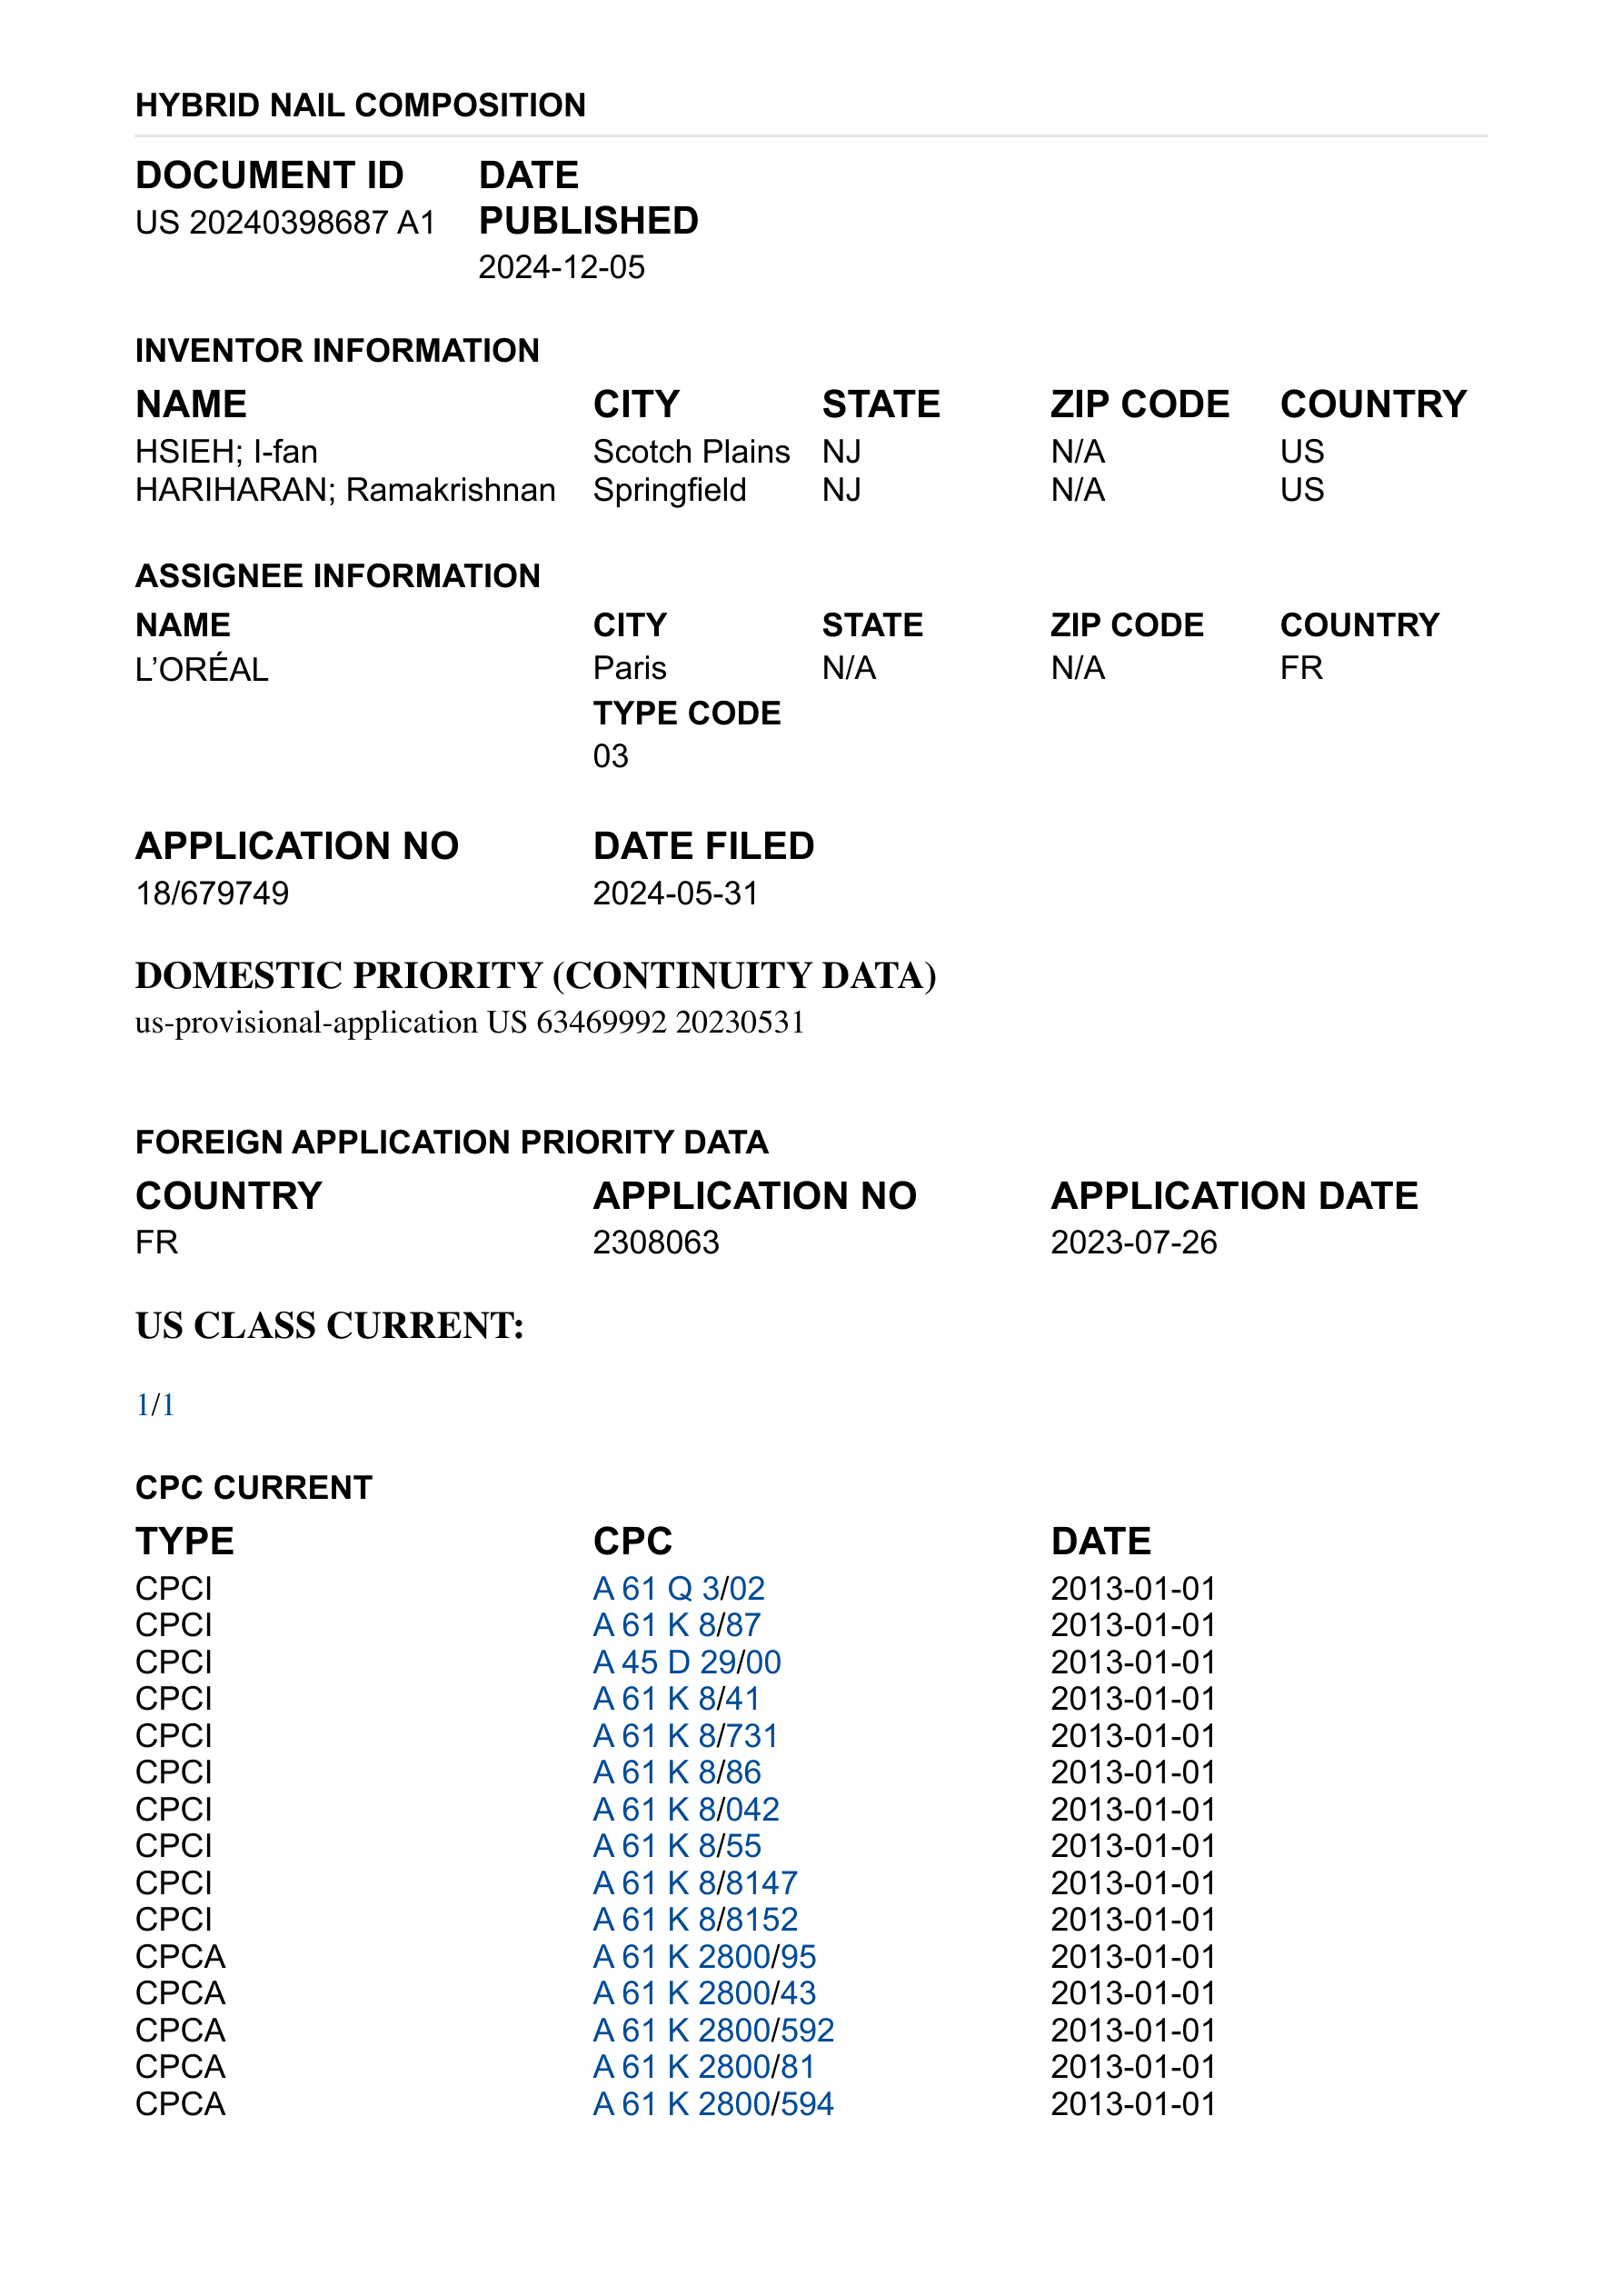 HYBRID NAIL COMPOSITION
DOCUMENT ID DATE
US 20240398687 A1 PUBLISHED
2024-12-05
INVENTOR INFORMATION
NAME CITY STATE ZIP CODE COUNTRY
HSIEH; I-fan Scotch Plains NJ N/A US
HARIHARAN; Ramakrishnan Springfield NJ N/A US
ASSIGNEE INFORMATION
NAME CITY STATE ZIP CODE COUNTRY
L’ORÉAL Paris N/A N/A FR
TYPE CODE
03
APPLICATION NO DATE FILED
18/679749 2024-05-31
DOMESTIC PRIORITY (CONTINUITY DATA)
us-provisional-application US 63469992 20230531
FOREIGN APPLICATION PRIORITY DATA
COUNTRY APPLICATION NO APPLICATION DATE
FR 2308063 2023-07-26
US CLASS CURRENT:
1/1
CPC CURRENT
TYPE CPC DATE
CPCI A 61 Q 3/02 2013-01-01
CPCI A 61 K 8/87 2013-01-01
CPCI A 45 D 29/00 2013-01-01
CPCI A 61 K 8/41 2013-01-01
CPCI A 61 K 8/731 2013-01-01
CPCI A 61 K 8/86 2013-01-01
CPCI A 61 K 8/042 2013-01-01
CPCI A 61 K 8/55 2013-01-01
CPCI A 61 K 8/8147 2013-01-01
CPCI A 61 K 8/8152 2013-01-01
CPCA A 61 K 2800/95 2013-01-01
CPCA A 61 K 2800/43 2013-01-01
CPCA A 61 K 2800/592 2013-01-01
CPCA A 61 K 2800/81 2013-01-01
CPCA A 61 K 2800/594 2013-01-01